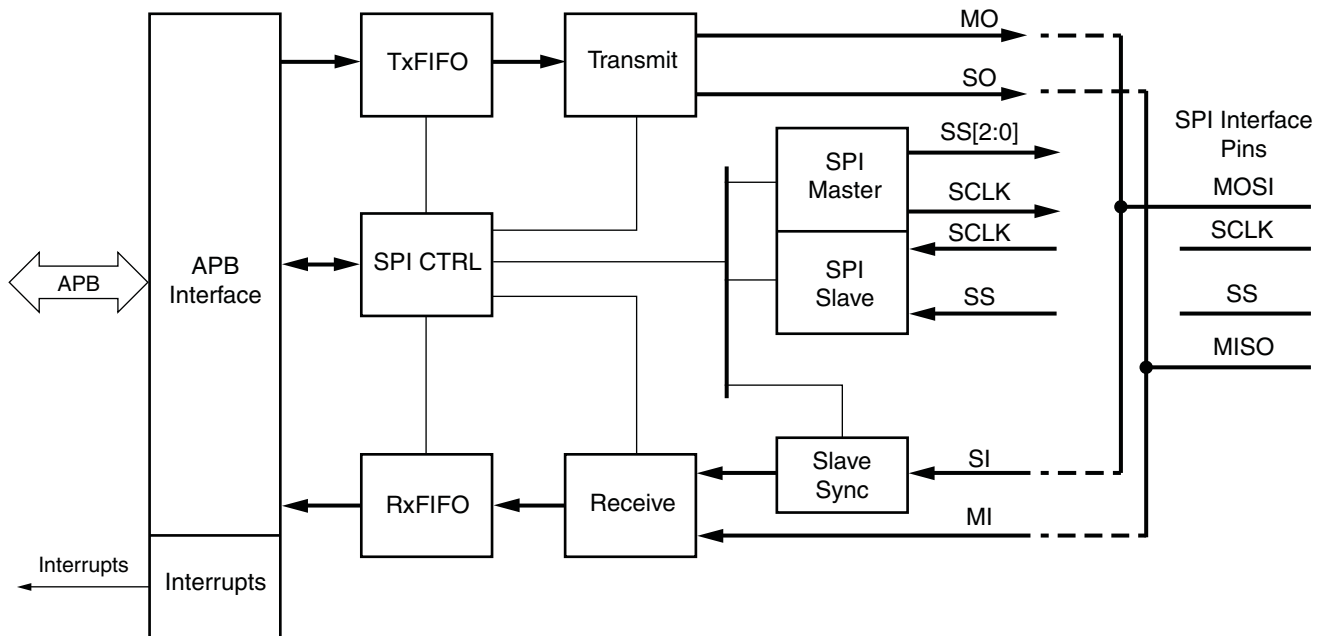 MO
TxFIFO
Transmit
SO
SPI Interface
Pins
SS[2:0]
SPI
Master
MOSI
SCLK
SCLK
SCLK
APB
APB
Interface
SPI CTRL
SPI
Slave
SS
SS
MISO
SI
Slave
Sync
RxFIFO
Receive
MI
Interrupts
Interrupts